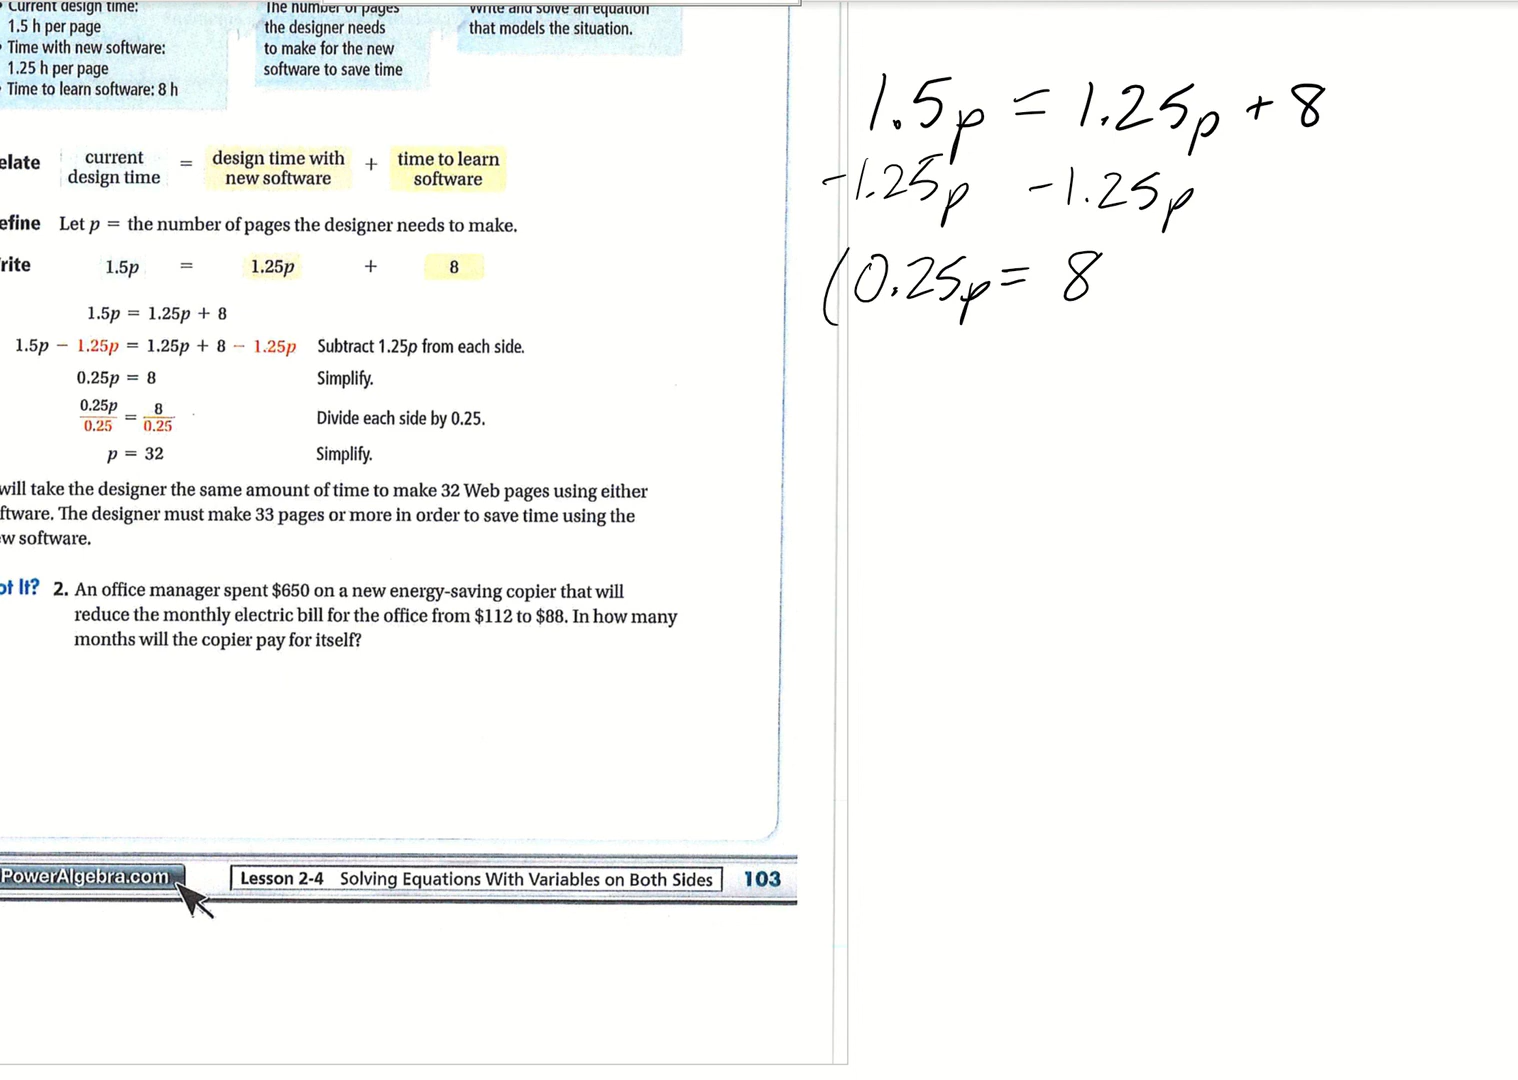 Current design time:
1.5 h per page
Time with new software:
1.25 h per page
Time to learn software: 8 h
The number of pages
the designer needs
to make for the new
software to save time
Write and solve an equation
that models the situation.
elate current design time = design time with new software + time to learn software
efine Let p = the number of pages the designer needs to make.
rite 1.5p = 1.25p + 8
1.5p = 1.25p + 8
1.5p − 1.25p = 1.25p + 8 − 1.25p Subtract 1.25p from each side.
0.25p = 8 Simplify.
0.25p/0.25 = 8/0.25 Divide each side by 0.25.
p = 32 Simplify.
will take the designer the same amount of time to make 32 Web pages using either
ftware. The designer must make 33 pages or more in order to save time using the
ew software.
ot It? 2. An office manager spent $650 on a new energy-saving copier that will
reduce the monthly electric bill for the office from $112 to $88. In how many
months will the copier pay for itself?
PowerAlgebra.com Lesson 2-4 Solving Equations With Variables on Both Sides 103
1.5p = 1.25p + 8
-1.25p -1.25p
(0.25p = 8